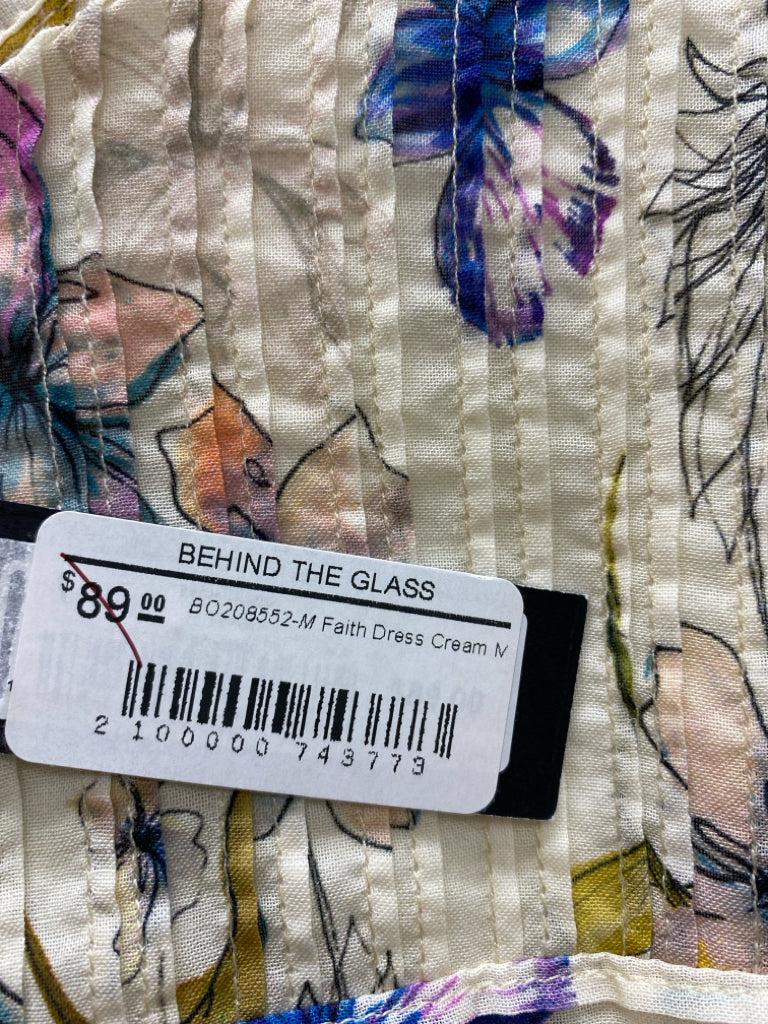 BEHIND THE GLASS
$89 00 BO208552-M Faith Dress Cream M
2 100000 743773